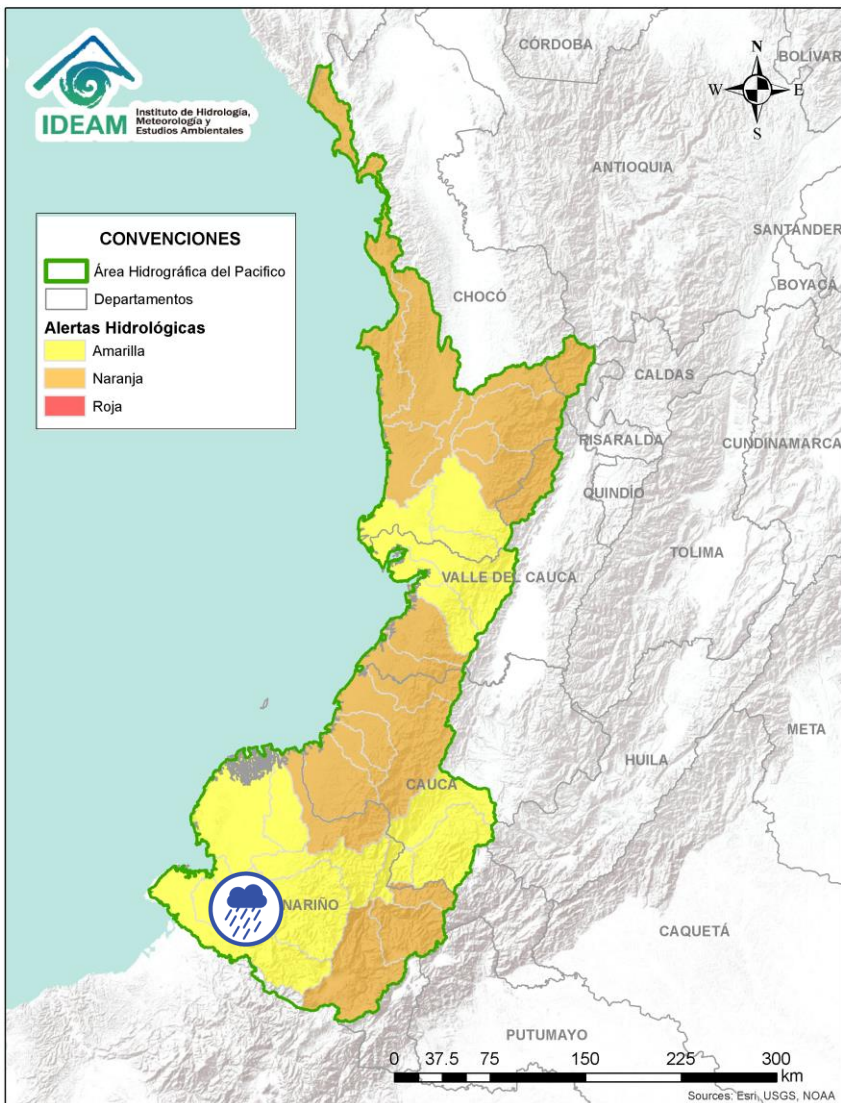 IDEAM
Instituto de Hidrología,
Meteorología y
Estudios Ambientales
CÓRDOBA
BOLÍVAR
N
W
E
S
ANTIOQUIA
SANTANDER
BOYACÁ
CONVENCIONES
Área Hidrográfica del Pacifico
Departamentos
Alertas Hidrológicas
Amarilla
Naranja
Roja
CHOCÓ
CALDAS
RISARALDA
CUNDINAMARCA
QUINDÍO
TOLIMA
VALLE DEL CAUCA
META
HUILA
CAUCA
NARIÑO
CAQUETÁ
PUTUMAYO
0 37.5 75 150 225 300
km
Sources: Esri, USGS, NOAA